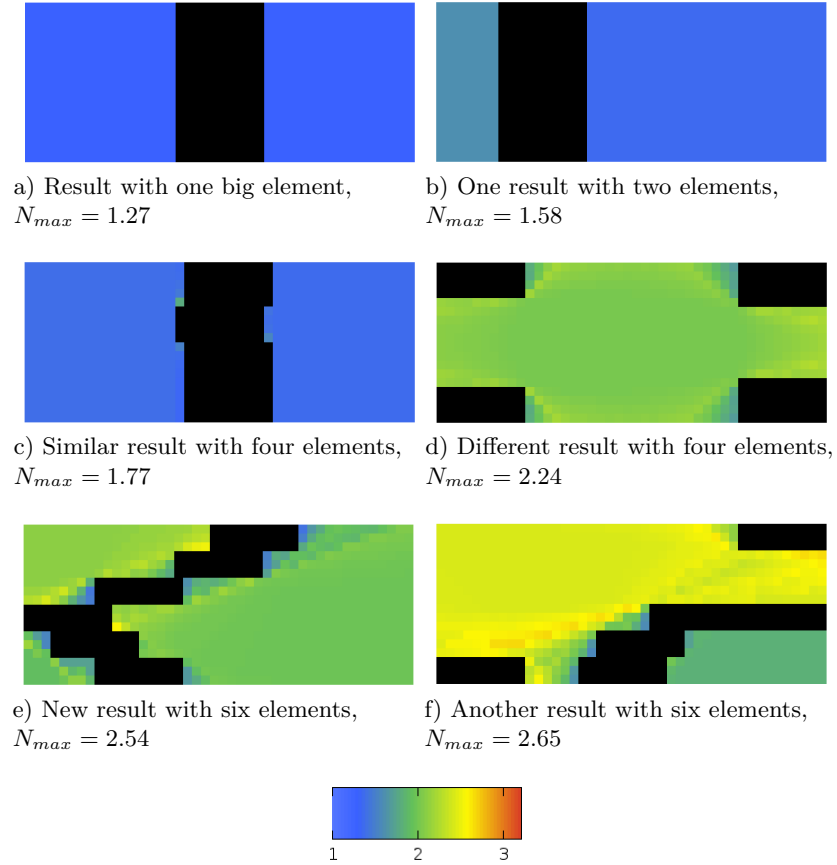 a) Result with one big element,
N_max = 1.27
b) One result with two elements,
N_max = 1.58
c) Similar result with four elements,
N_max = 1.77
d) Different result with four elements,
N_max = 2.24
e) New result with six elements,
N_max = 2.54
f) Another result with six elements,
N_max = 2.65
1 2 3